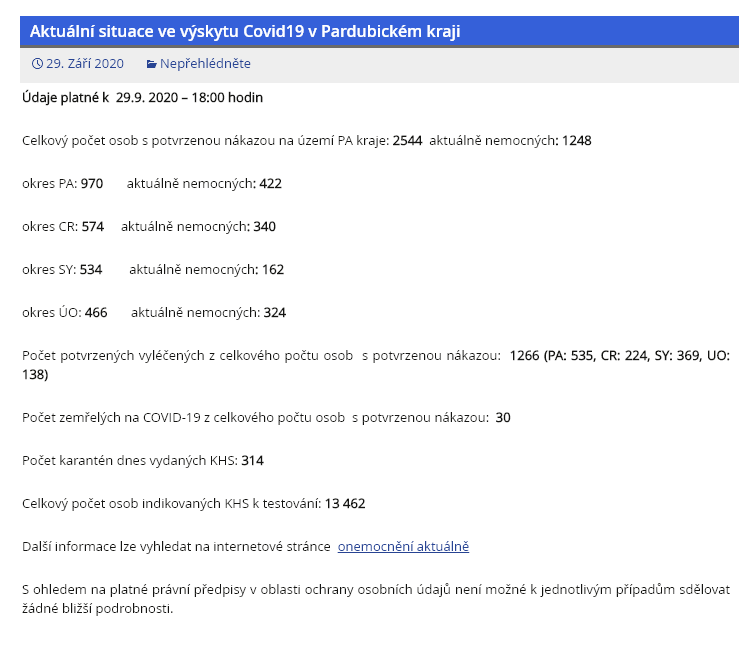 Aktuální situace ve výskytu Covid19 v Pardubickém kraji
29. Září 2020 Nepřehlédněte
Údaje platné k 29.9. 2020 – 18:00 hodin
Celkový počet osob s potvrzenou nákazou na území PA kraje: 2544 aktuálně nemocných: 1248
okres PA: 970 aktuálně nemocných: 422
okres CR: 574 aktuálně nemocných: 340
okres SY: 534 aktuálně nemocných: 162
okres ÚO: 466 aktuálně nemocných: 324
Počet potvrzených vyléčených z celkového počtu osob s potvrzenou nákazou: 1266 (PA: 535, CR: 224, SY: 369, UO:
138)
Počet zemřelých na COVID-19 z celkového počtu osob s potvrzenou nákazou: 30
Počet karantén dnes vydaných KHS: 314
Celkový počet osob indikovaných KHS k testování: 13 462
Další informace lze vyhledat na internetové stránce onemocnění aktuálně
S ohledem na platné právní předpisy v oblasti ochrany osobních údajů není možné k jednotlivým případům sdělovat
žádné bližší podrobnosti.